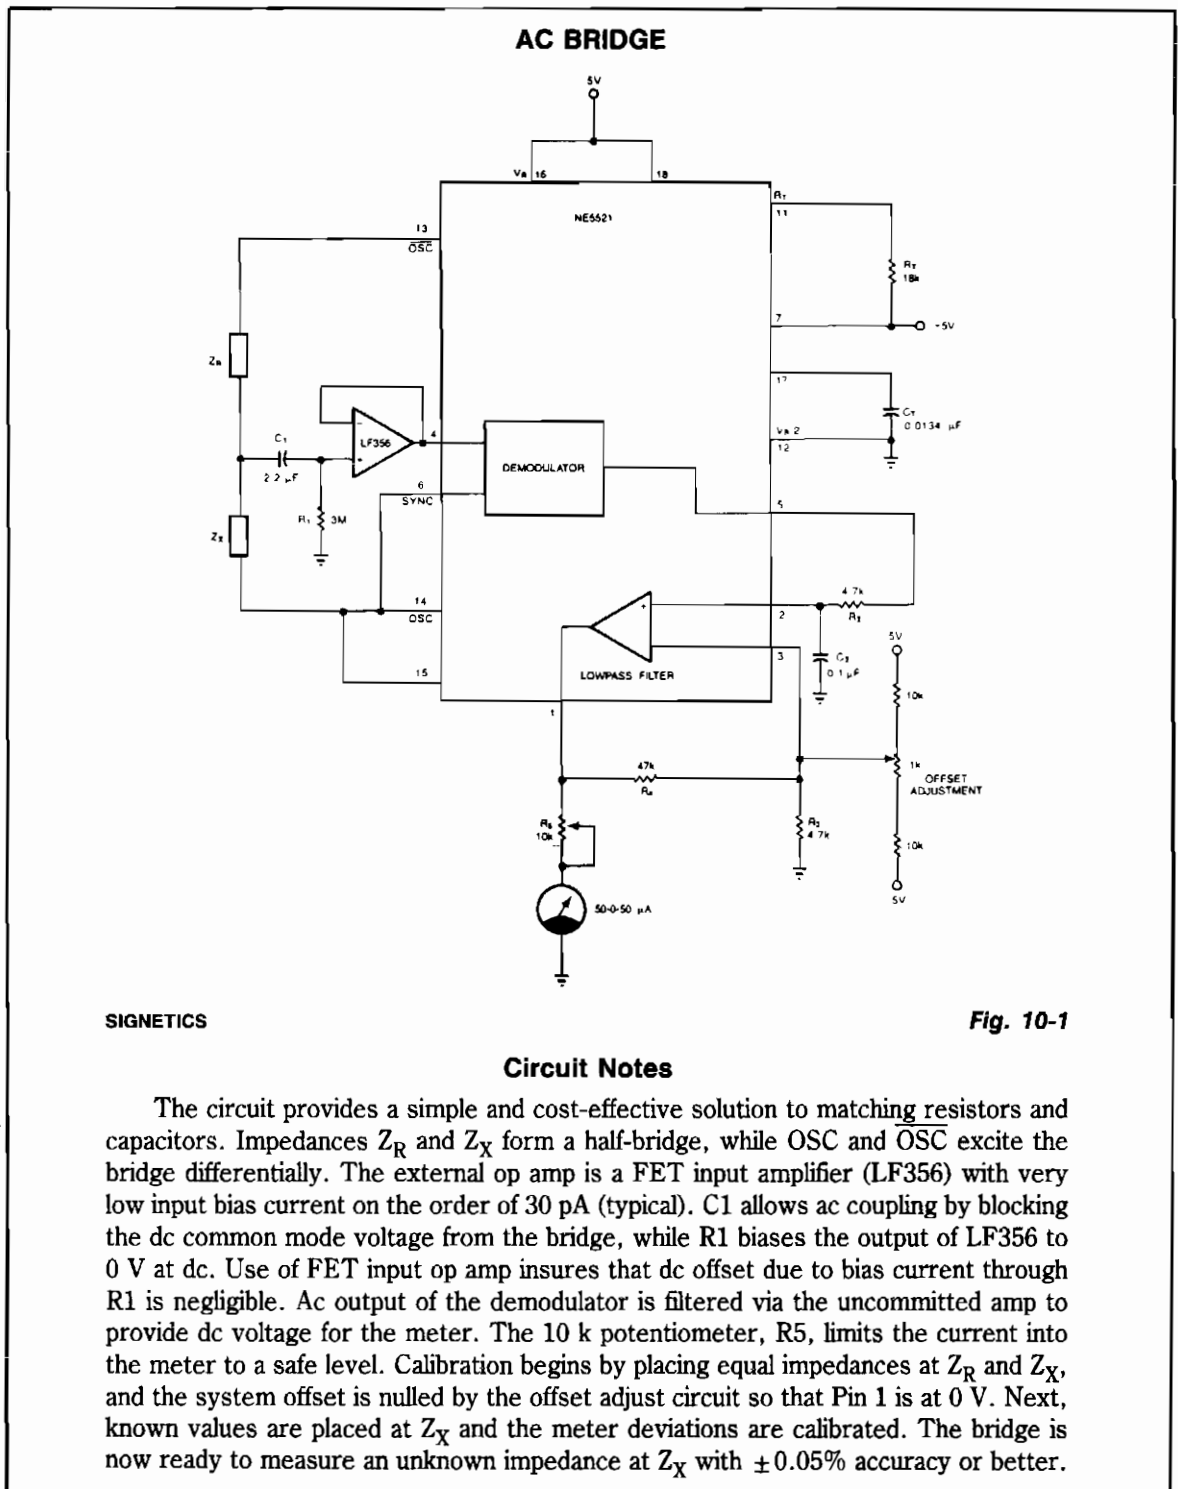 AC BRIDGE
5V
VB 16
18
NE5521
RT
11
13
OSC
RT
18k
7
-5V
ZR
17
CT
0.0134 µF
LF356
4
VB 2
12
C1
2.2 µF
DEMODULATOR
6
SYNC
R1
3M
5
ZX
4.7k
14
OSC
2
5V
3
0.1 µF
LOWPASS FILTER
15
10k
1
47k
1k
OFFSET
ADJUSTMENT
10k
4.7k
10k
50-0-50 µA
5V
SIGNETICS
Fig. 10-1
Circuit Notes
The circuit provides a simple and cost-effective solution to matching resistors and
capacitors. Impedances ZR and ZX form a half-bridge, while OSC and OSC excite the
bridge differentially. The external op amp is a FET input amplifier (LF356) with very
low input bias current on the order of 30 pA (typical). C1 allows ac coupling by blocking
the dc common mode voltage from the bridge, while R1 biases the output of LF356 to
0 V at dc. Use of FET input op amp insures that dc offset due to bias current through
R1 is negligible. Ac output of the demodulator is filtered via the uncommitted amp to
provide dc voltage for the meter. The 10 k potentiometer, R5, limits the current into
the meter to a safe level. Calibration begins by placing equal impedances at ZR and ZX,
and the system offset is nulled by the offset adjust circuit so that Pin 1 is at 0 V. Next,
known values are placed at ZX and the meter deviations are calibrated. The bridge is
now ready to measure an unknown impedance at ZX with ±0.05% accuracy or better.